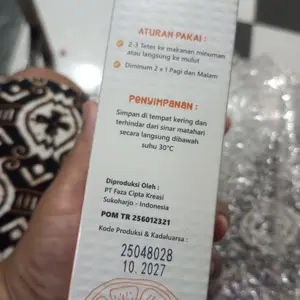 ATURAN PAKAI :
2-3 Tetes ke makanan minuman
atau langsung ke mulut
Diminum 2 x 1 Pagi dan Malam
PENYIMPANAN :
Simpan di tempat kering dan
terhindar dari sinar matahari
secara langsung dibawah
suhu 30°C
Diproduksi Oleh :
PT Faza Cipta Kreasi
Sukoharjo - Indonesia
POM TR 256012321
Kode Produksi & Kadaluarsa :
25048028
10. 2027